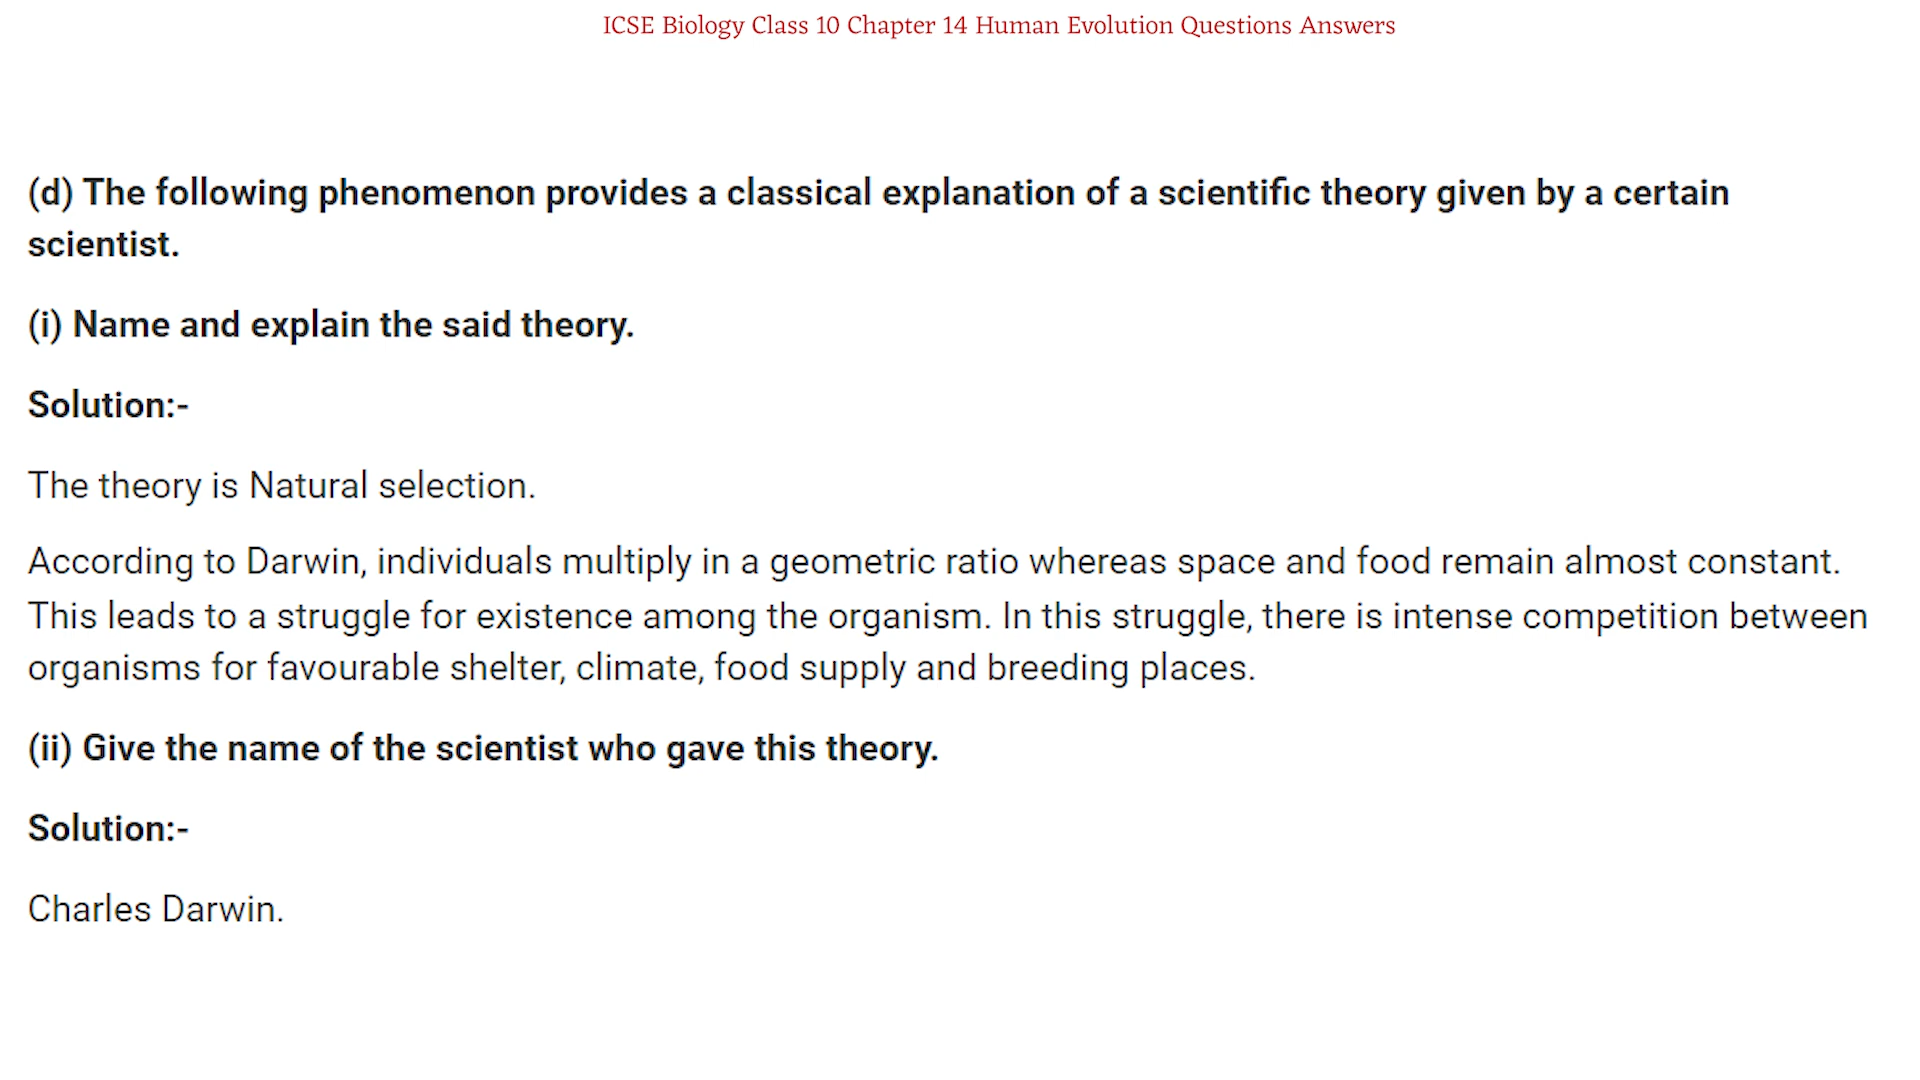 ICSE Biology Class 10 Chapter 14 Human Evolution Questions Answers
(d) The following phenomenon provides a classical explanation of a scientific theory given by a certain
scientist.
(i) Name and explain the said theory.
Solution:-
The theory is Natural selection.
According to Darwin, individuals multiply in a geometric ratio whereas space and food remain almost constant.
This leads to a struggle for existence among the organism. In this struggle, there is intense competition between
organisms for favourable shelter, climate, food supply and breeding places.
(ii) Give the name of the scientist who gave this theory.
Solution:-
Charles Darwin.